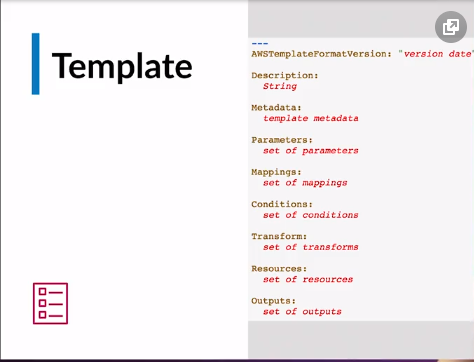 Template
---
AWSTemplateFormatVersion: "version date"
Description:
String
Metadata:
template metadata
Parameters:
set of parameters
Mappings:
set of mappings
Conditions:
set of conditions
Transform:
set of transforms
Resources:
set of resources
Outputs:
set of outputs